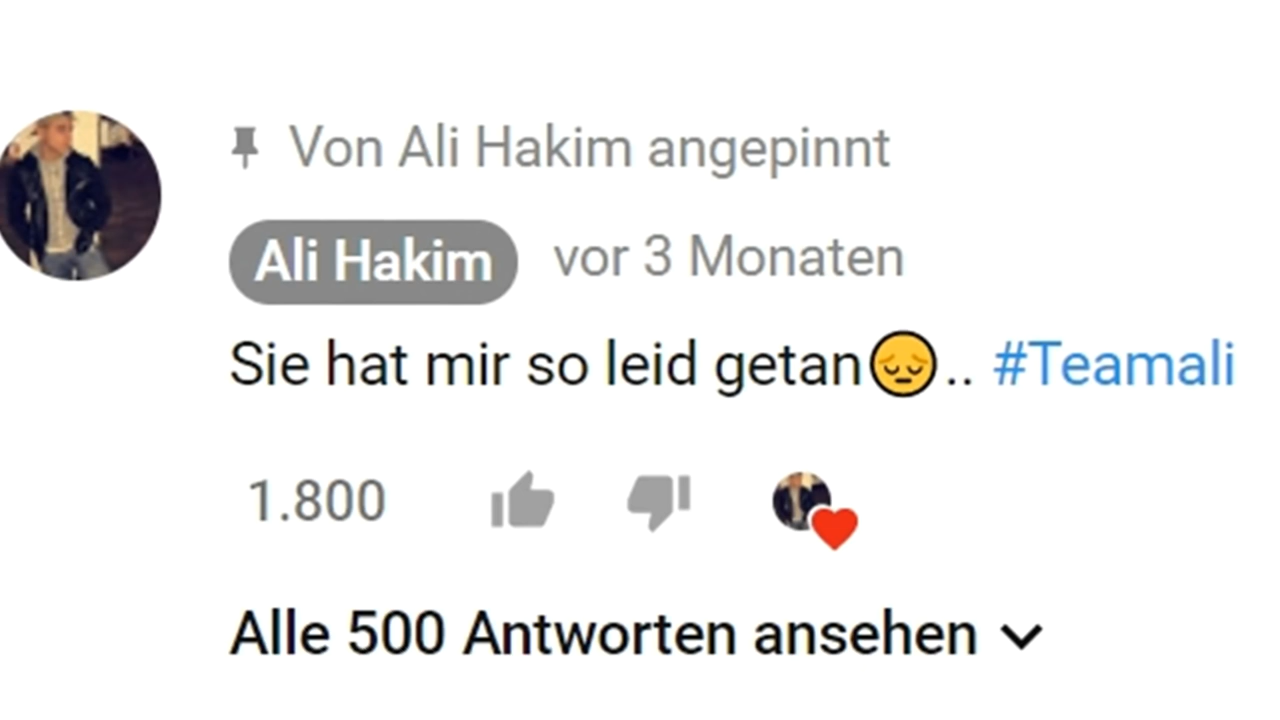 Von Ali Hakim angepinnt
Ali Hakim vor 3 Monaten
Sie hat mir so leid getan😔.. #Teamali
1.800
Alle 500 Antworten ansehen